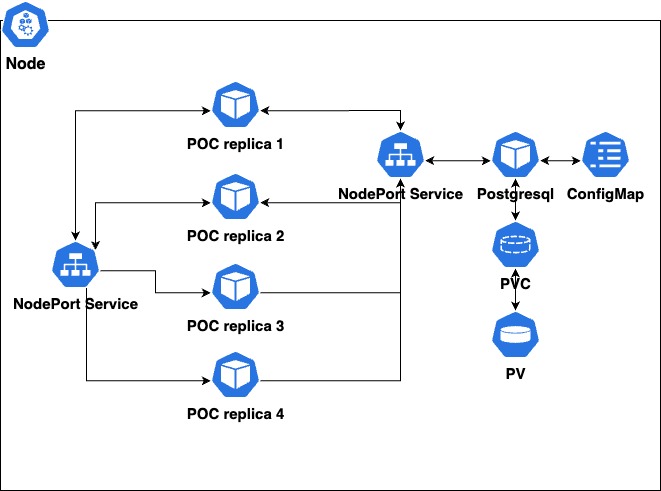 Node
POC replica 1
NodePort Service
Postgresql
ConfigMap
POC replica 2
PVC
NodePort Service
POC replica 3
PV
POC replica 4